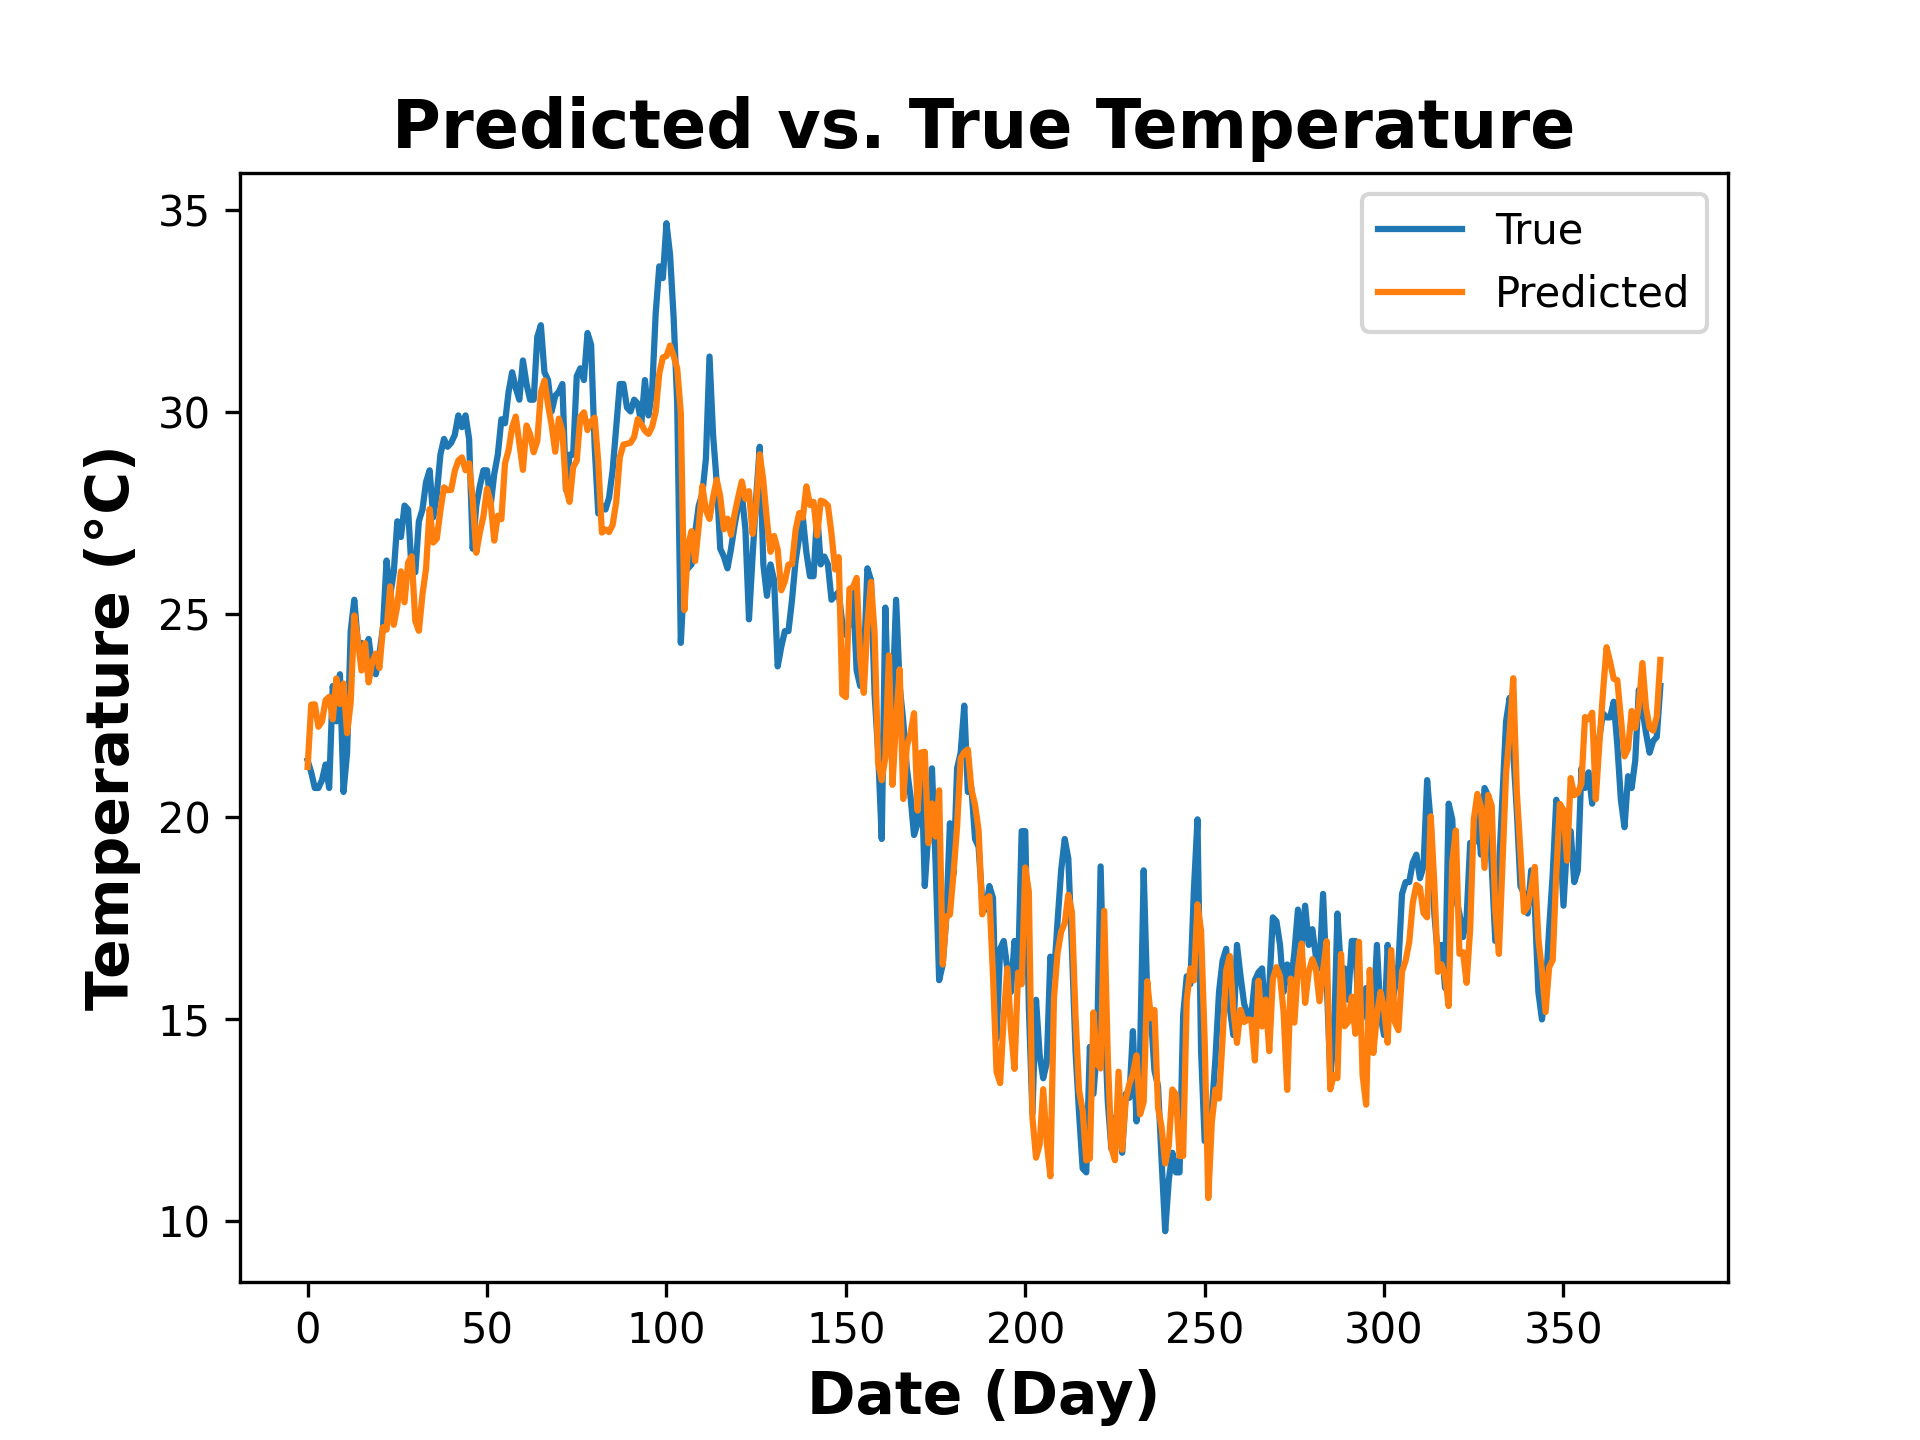 Predicted vs. True Temperature
True
Predicted
Temperature (°C)
35
30
25
20
15
10
0 50 100 150 200 250 300 350
Date (Day)